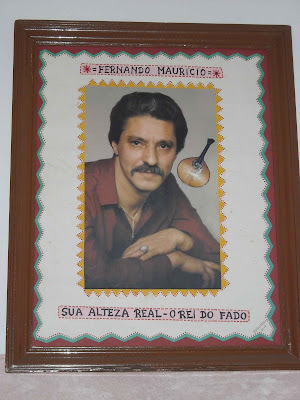 =FERNANDO MAURICIO=
SUA ALTEZA REAL - O REI DO FADO